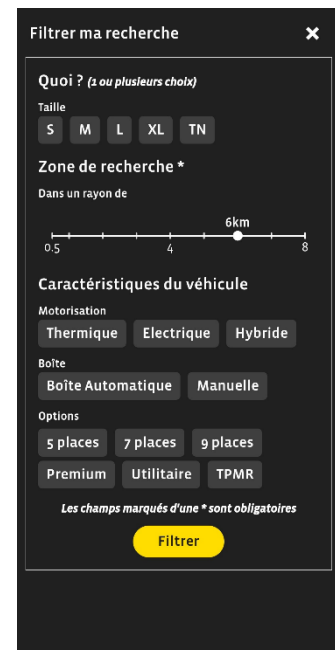 Filtrer ma recherche ×
Quoi ? (1 ou plusieurs choix)
Taille
S M L XL TN
Zone de recherche *
Dans un rayon de
6km
0.5 4 8
Caractéristiques du véhicule
Motorisation
Thermique Electrique Hybride
Boîte
Boîte Automatique Manuelle
Options
5 places 7 places 9 places
Premium Utilitaire TPMR
Les champs marqués d'une * sont obligatoires
Filtrer